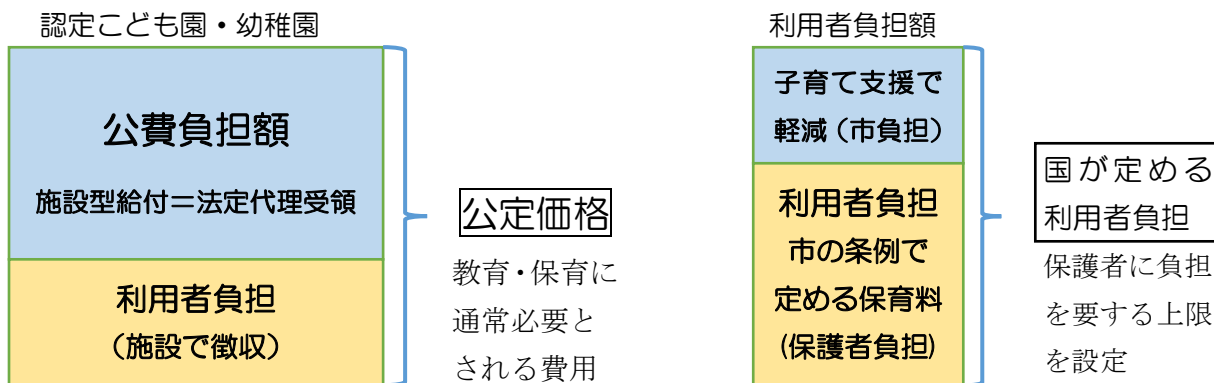 認定こども園・幼稚園
公費負担額
施設型給付＝法定代理受領
利用者負担
（施設で徴収）
公定価格
教育・保育に
通常必要と
される費用
利用者負担額
子育て支援で
軽減（市負担）
利用者負担
市の条例で
定める保育料
(保護者負担)
国が定める
利用者負担
保護者に負担
を要する上限
を設定